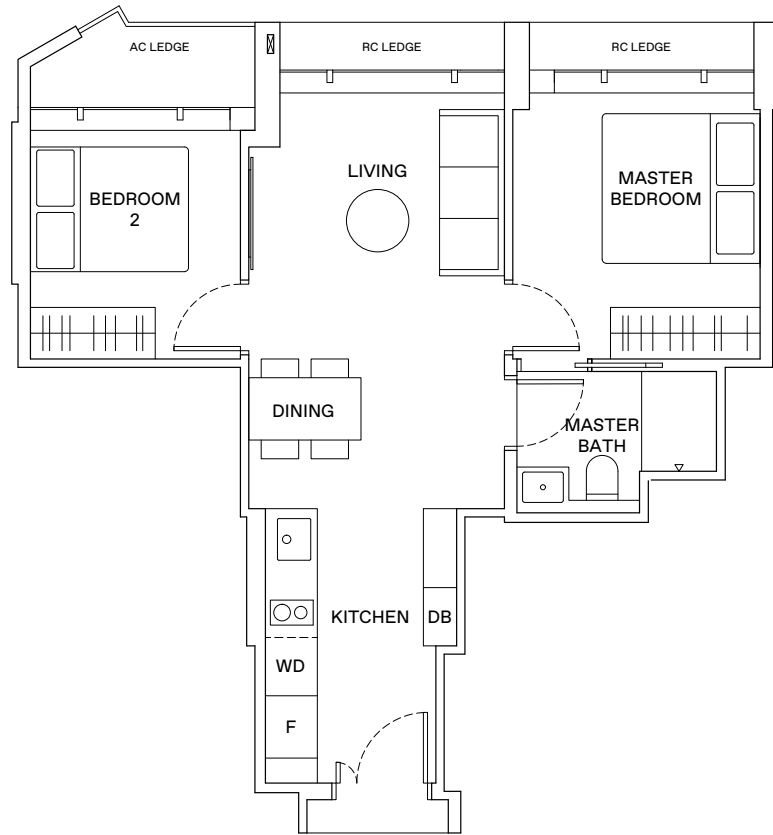 AC LEDGE
RC LEDGE
RC LEDGE
LIVING
MASTER
BEDROOM
BEDROOM
2
DINING
MASTER
BATH
KITCHEN
DB
WD
F